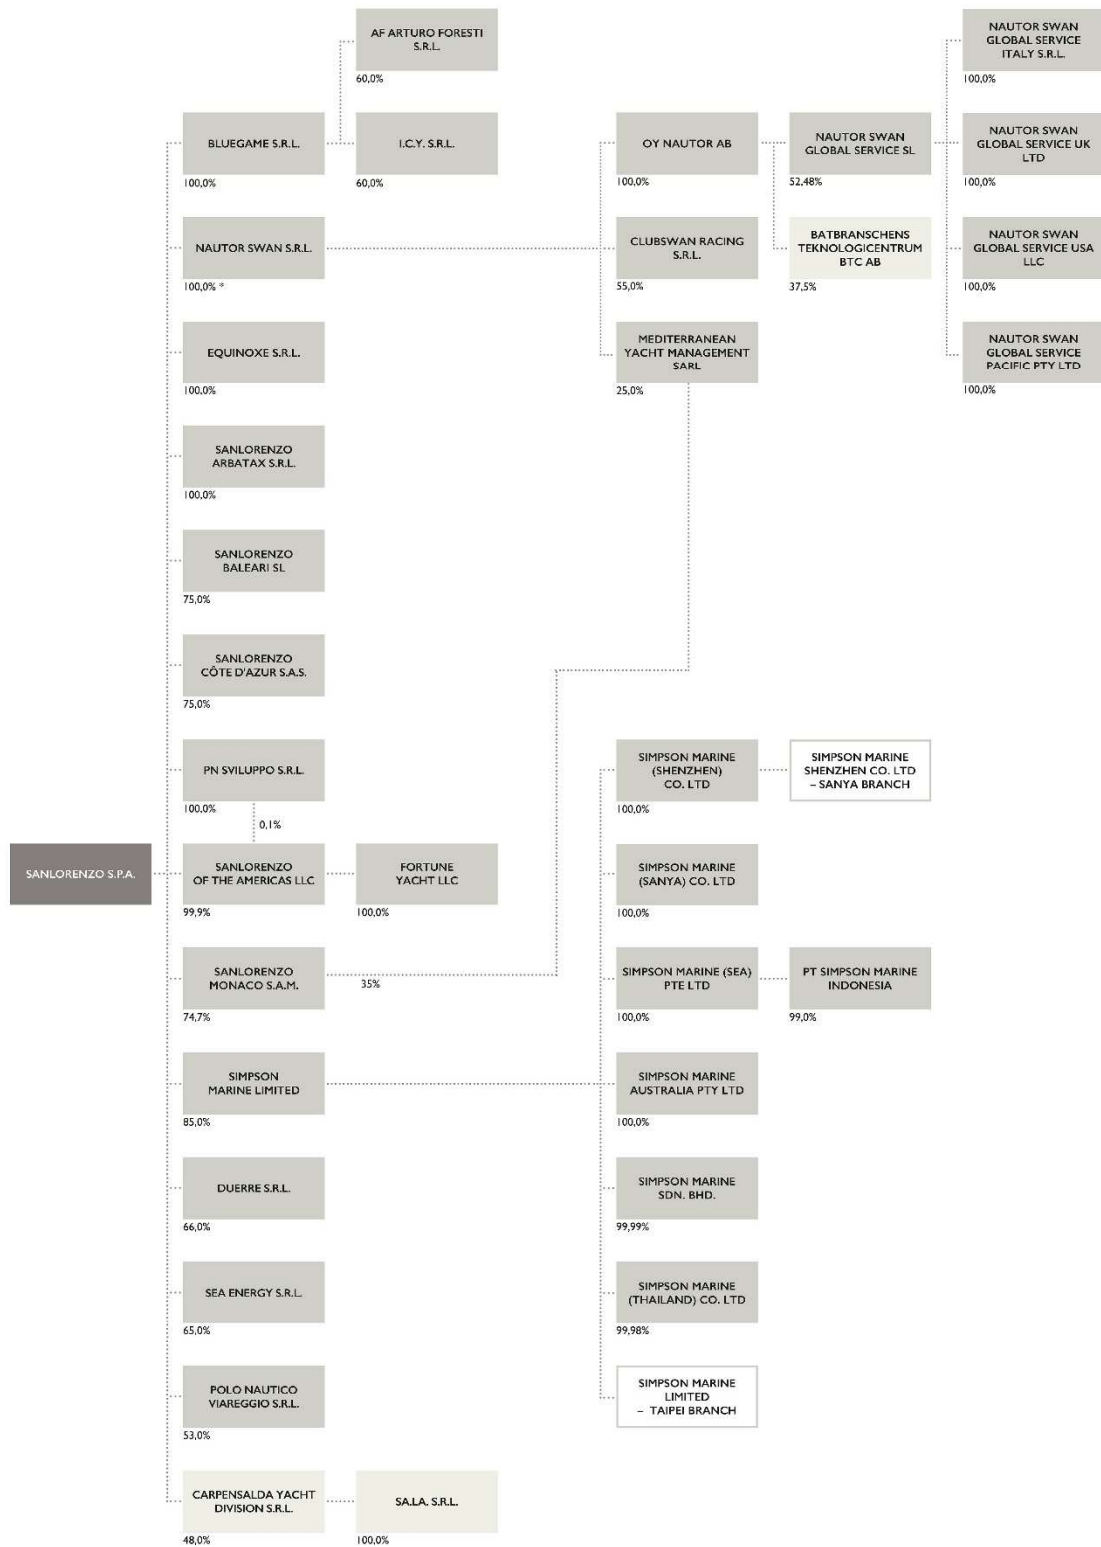 AF ARTURO FORESTI
S.R.L.
60,0%
NAUTOR SWAN
GLOBAL SERVICE
ITALY S.R.L.
100,0%
BLUEGAME S.R.L.
100,0%
I.C.Y. S.R.L.
60,0%
OY NAUTOR AB
100,0%
NAUTOR SWAN
GLOBAL SERVICE SL
52,48%
NAUTOR SWAN
GLOBAL SERVICE UK
LTD
100,0%
NAUTOR SWAN S.R.L.
100,0% *
CLUBSWAN RACING
S.R.L.
55,0%
BATBRANSCHENS
TEKNOLOGICENTRUM
BTC AB
37,5%
NAUTOR SWAN
GLOBAL SERVICE USA
LLC
100,0%
EQUINOXE S.R.L.
100,0%
MEDITERRANEAN
YACHT MANAGEMENT
SARL
25,0%
NAUTOR SWAN
GLOBAL SERVICE
PACIFIC PTY LTD
100,0%
SANLORENZO
ARBATAX S.R.L.
100,0%
SANLORENZO
BALEARI SL
75,0%
SANLORENZO
CÔTE D'AZUR S.A.S.
75,0%
PN SVILUPPO S.R.L.
100,0%
0,1%
SIMPSON MARINE
(SHENZHEN)
CO. LTD
100,0%
SIMPSON MARINE
SHENZHEN CO. LTD
– SANYA BRANCH
SANLORENZO S.P.A.
SANLORENZO
OF THE AMERICAS LLC
99,9%
FORTUNE
YACHT LLC
100,0%
SIMPSON MARINE
(SANYA) CO. LTD
100,0%
SANLORENZO
MONACO S.A.M.
74,7%
35%
SIMPSON MARINE (SEA)
PTE LTD
100,0%
PT SIMPSON MARINE
INDONESIA
99,0%
SIMPSON
MARINE LIMITED
85,0%
SIMPSON MARINE
AUSTRALIA PTY LTD
100,0%
DUERRE S.R.L.
66,0%
SIMPSON MARINE
SDN. BHD.
99,99%
SEA ENERGY S.R.L.
65,0%
SIMPSON MARINE
(THAILAND) CO. LTD
99,98%
POLO NAUTICO
VIAREGGIO S.R.L.
53,0%
SIMPSON MARINE
LIMITED
– TAIPEI BRANCH
CARPENSALDA YACHT
DIVISION S.R.L.
48,0%
SA.LA. S.R.L.
100,0%